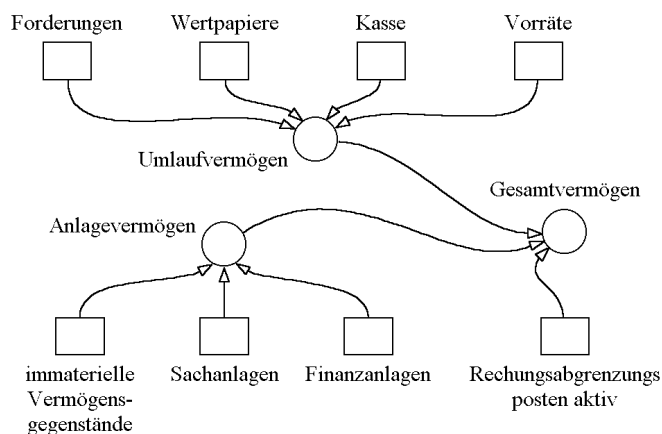 Forderungen Wertpapiere Kasse Vorräte
Umlaufvermögen
Gesamtvermögen
Anlagevermögen
immaterielle Sachanlagen Finanzanlagen Rechungsabgrenzungs
Vermögens- posten aktiv
gegenstände